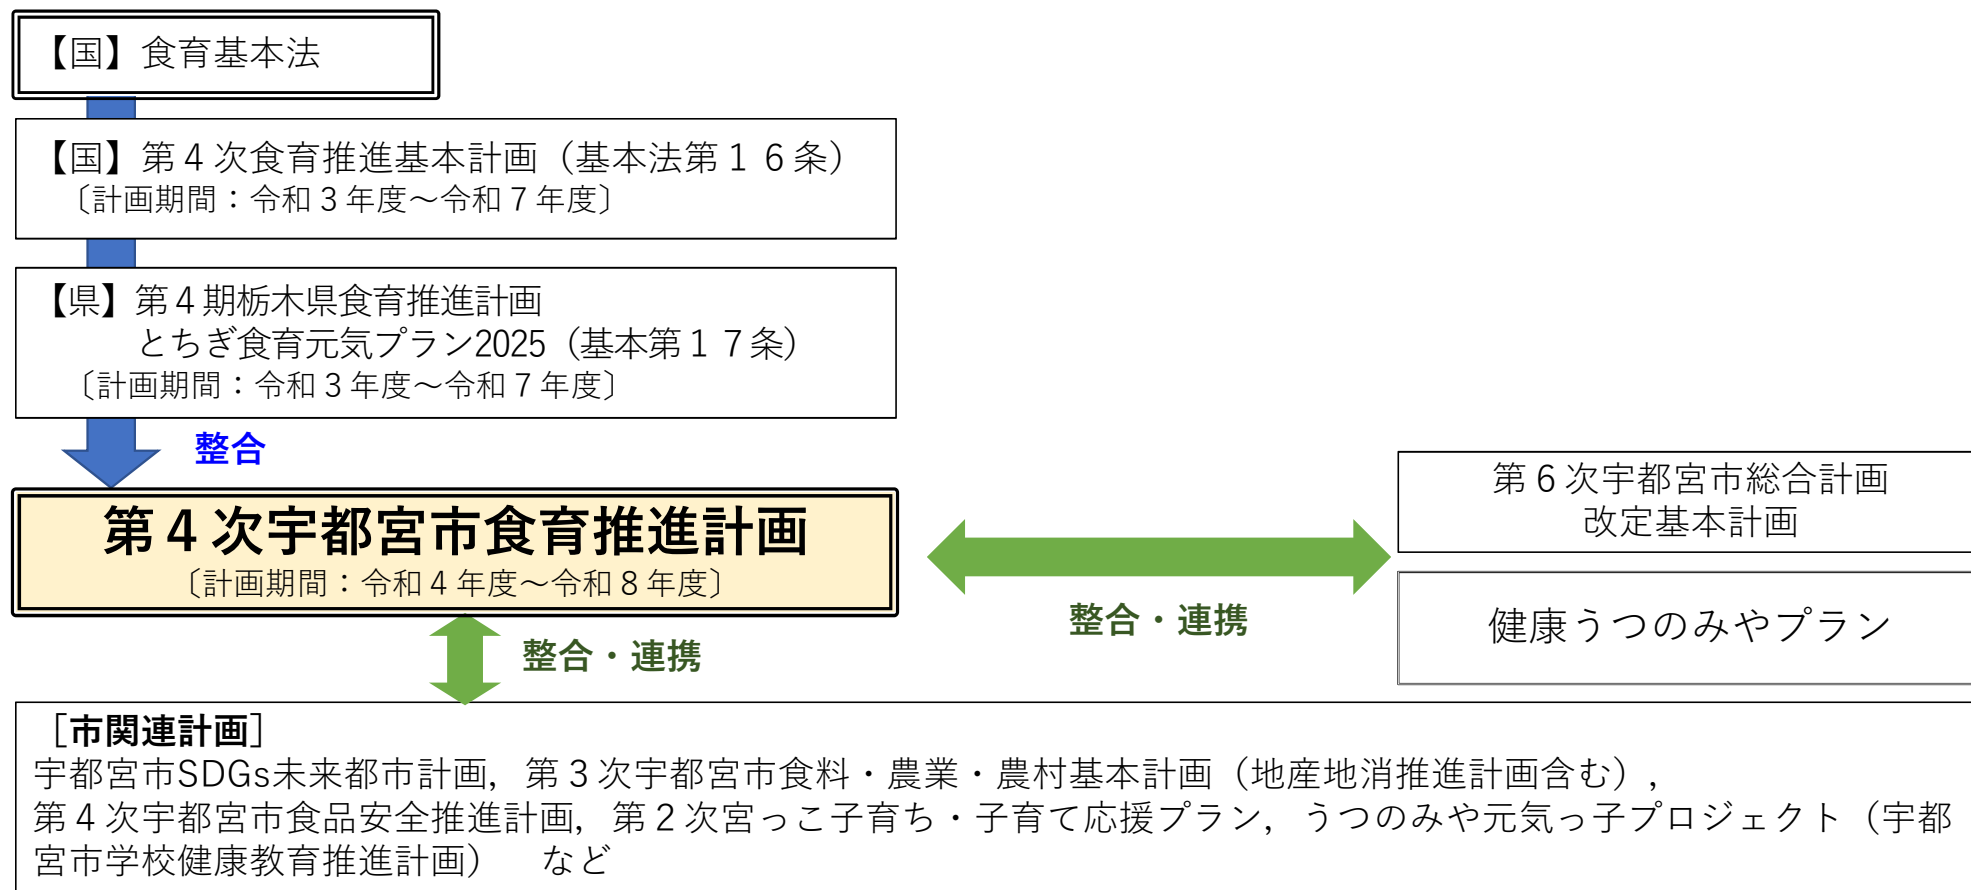 【国】食育基本法
【国】第４次食育推進基本計画（基本法第１６条）
〔計画期間：令和３年度～令和７年度〕
【県】第４期栃木県食育推進計画
とちぎ食育元気プラン2025（基本第１７条）
〔計画期間：令和３年度～令和７年度〕
整合
第４次宇都宮市食育推進計画
〔計画期間：令和４年度～令和８年度〕
整合・連携
第６次宇都宮市総合計画
改定基本計画
健康うつのみやプラン
整合・連携
［市関連計画］
宇都宮市SDGs未来都市計画，第３次宇都宮市食料・農業・農村基本計画（地産地消推進計画含む），
第４次宇都宮市食品安全推進計画，第２次宮っこ子育ち・子育て応援プラン，うつのみや元気っ子プロジェクト（宇都
宮市学校健康教育推進計画）　など